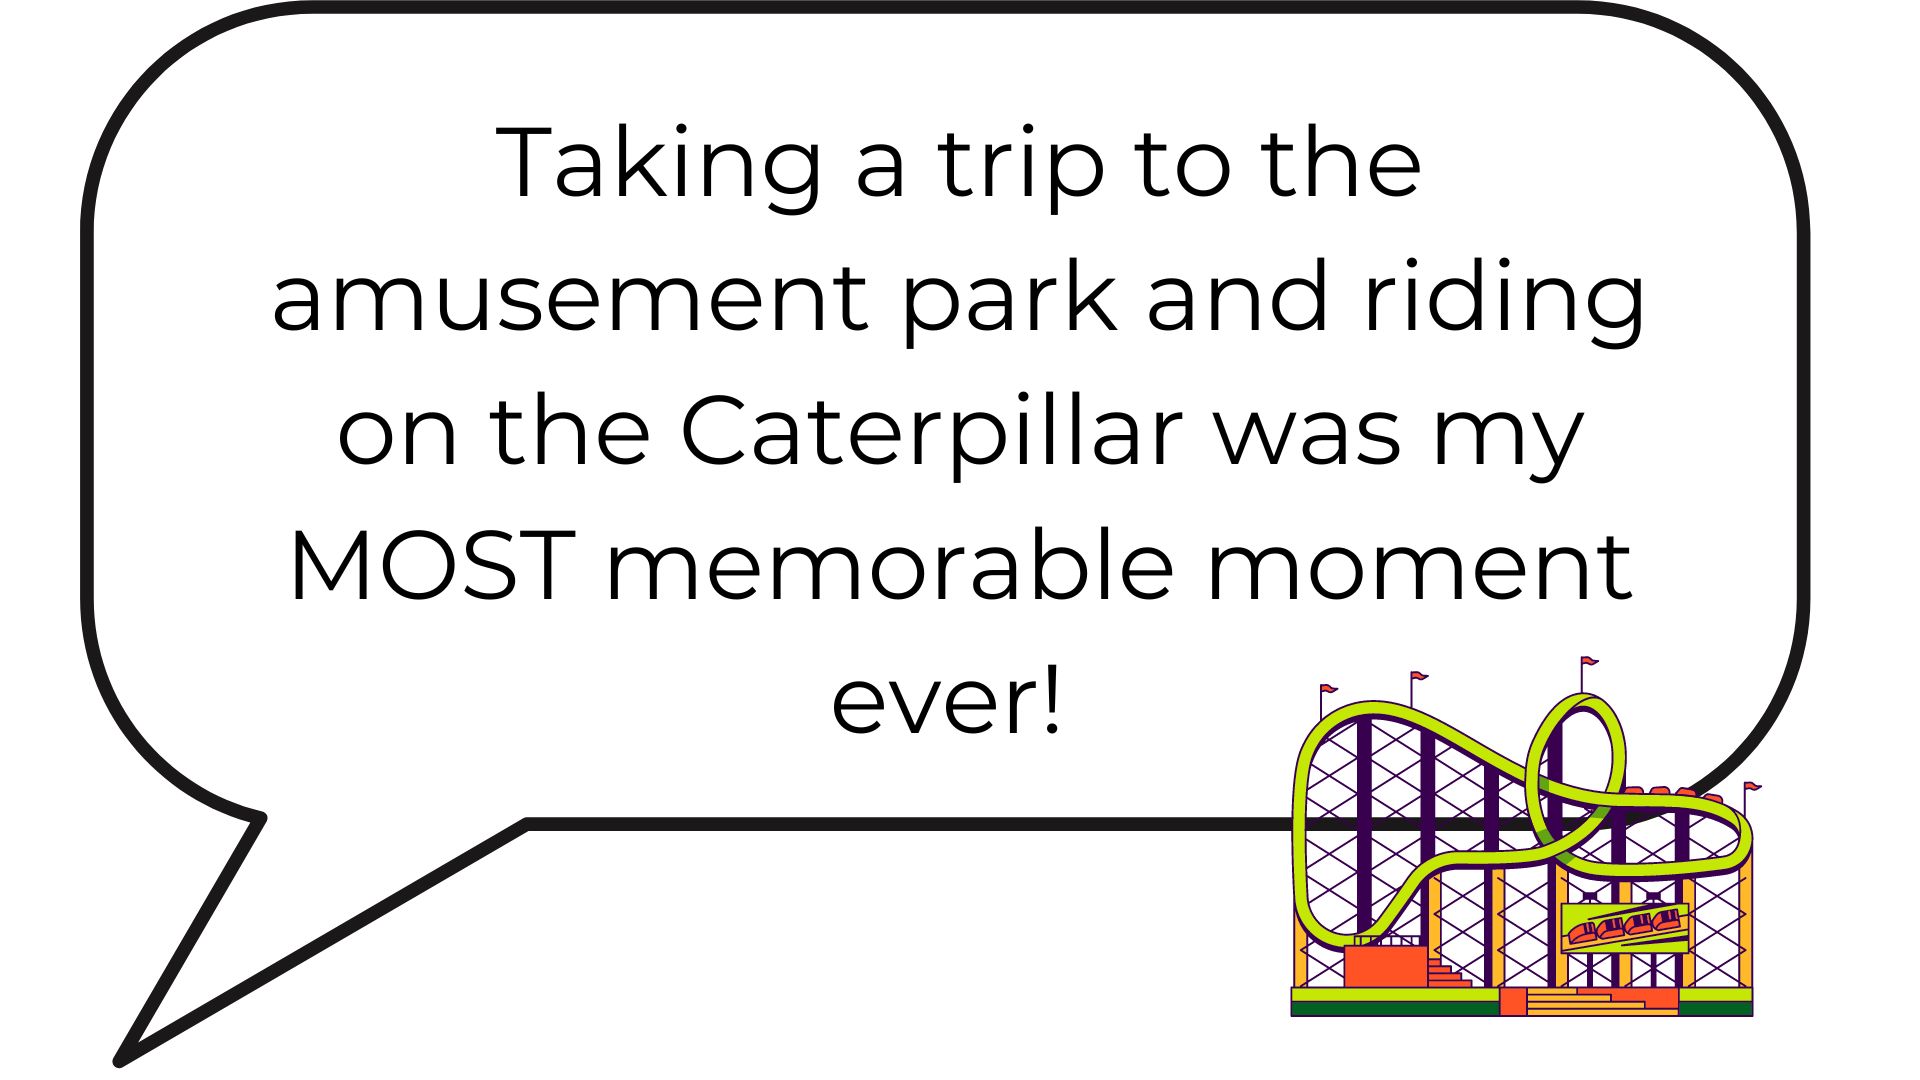 Taking a trip to the
amusement park and riding
on the Caterpillar was my
MOST memorable moment
ever!